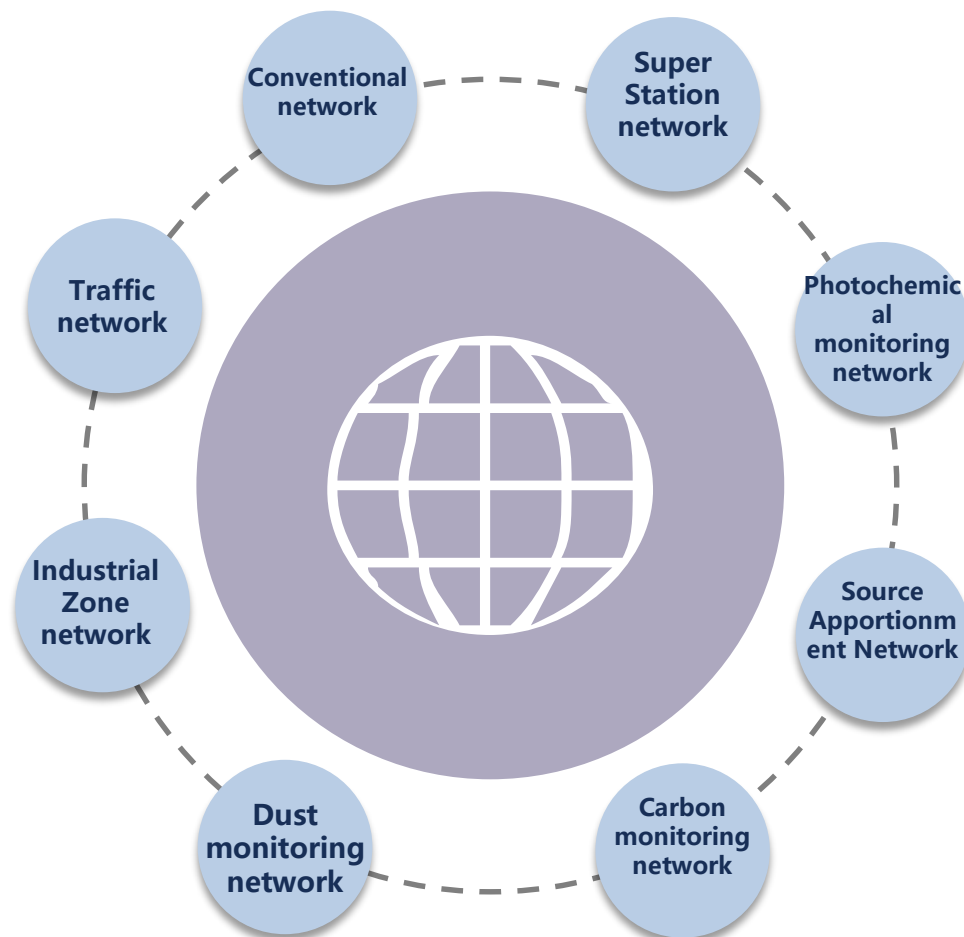 Conventional
network
Super
Station
network
Traffic
network
Photochemic
al
monitoring
network
Industrial
Zone
network
Source
Apportionm
ent Network
Dust
monitoring
network
Carbon
monitoring
network